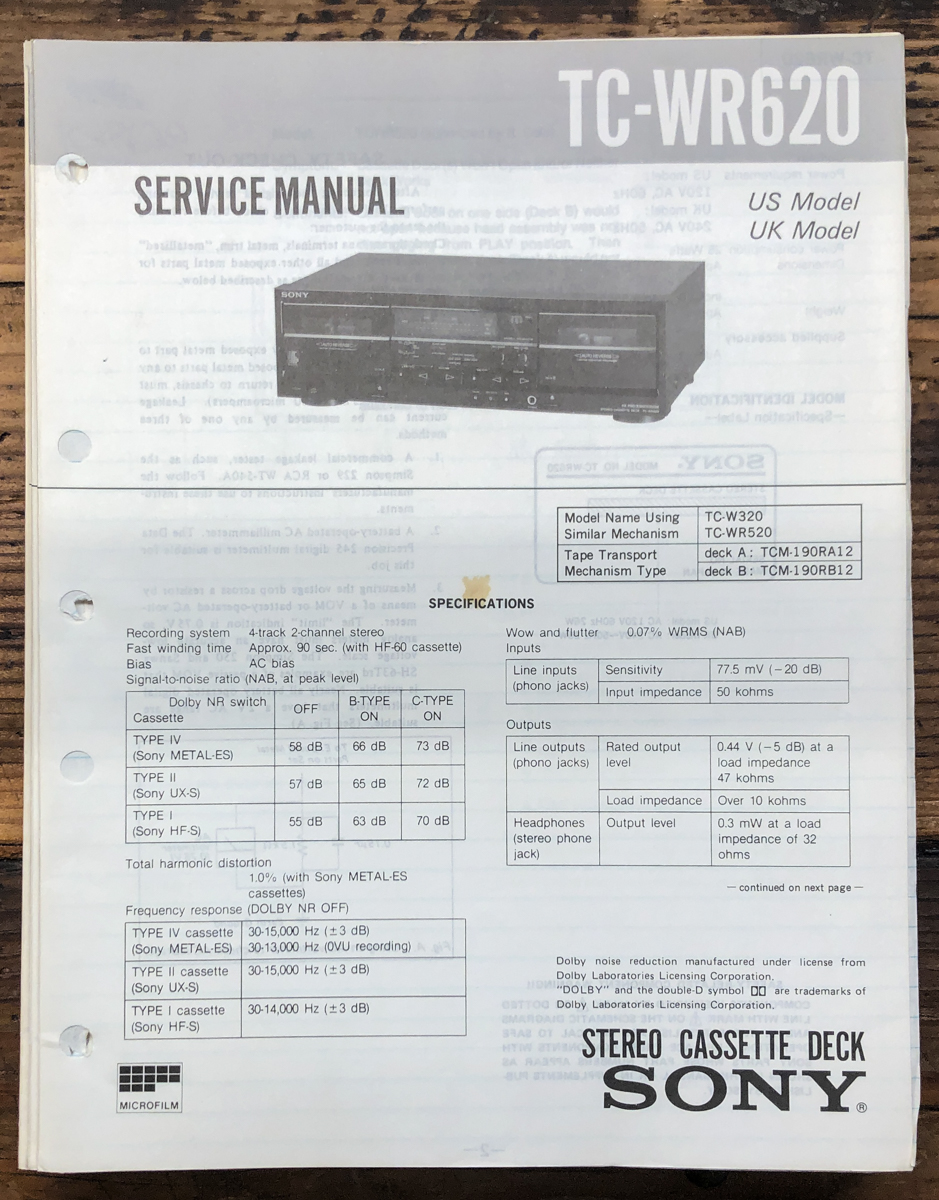 TC-WR620
SERVICE MANUAL
US Model
UK Model
SONY
Model Name Using Similar Mechanism
TC-W320
TC-WR520
Tape Transport Mechanism Type
deck A : TCM-190RA12
deck B : TCM-190RB12
SPECIFICATIONS
Recording system 4-track 2-channel stereo
Fast winding time Approx. 90 sec. (with HF-60 cassette)
Bias AC bias
Signal-to-noise ratio (NAB, at peak level)
Dolby NR switch
Cassette
OFF
B-TYPE ON
C-TYPE ON
TYPE IV
(Sony METAL-ES)
58 dB 66 dB 73 dB
TYPE II
(Sony UX-S)
57 dB 65 dB 72 dB
TYPE I
(Sony HF-S)
55 dB 63 dB 70 dB
Total harmonic distortion
1.0% (with Sony METAL-ES
cassettes)
Frequency response (DOLBY NR OFF)
TYPE IV cassette
(Sony METAL-ES)
30-15,000 Hz (±3 dB)
30-13,000 Hz (0VU recording)
TYPE II cassette
(Sony UX-S)
30-15,000 Hz (±3 dB)
TYPE I cassette
(Sony HF-S)
30-14,000 Hz (±3 dB)
Wow and flutter 0.07% WRMS (NAB)
Inputs
Line inputs
(phono jacks)
Sensitivity 77.5 mV (−20 dB)
Input impedance 50 kohms
Outputs
Line outputs
(phono jacks)
Rated output
level
0.44 V (−5 dB) at a
load impedance
47 kohms
Load impedance Over 10 kohms
Headphones
(stereo phone
jack)
Output level
0.3 mW at a load
impedance of 32
ohms
— continued on next page —
Dolby noise reduction manufactured under license from
Dolby Laboratories Licensing Corporation.
"DOLBY" and the double-D symbol are trademarks of
Dolby Laboratories Licensing Corporation.
MICROFILM
STEREO CASSETTE DECK
SONY®